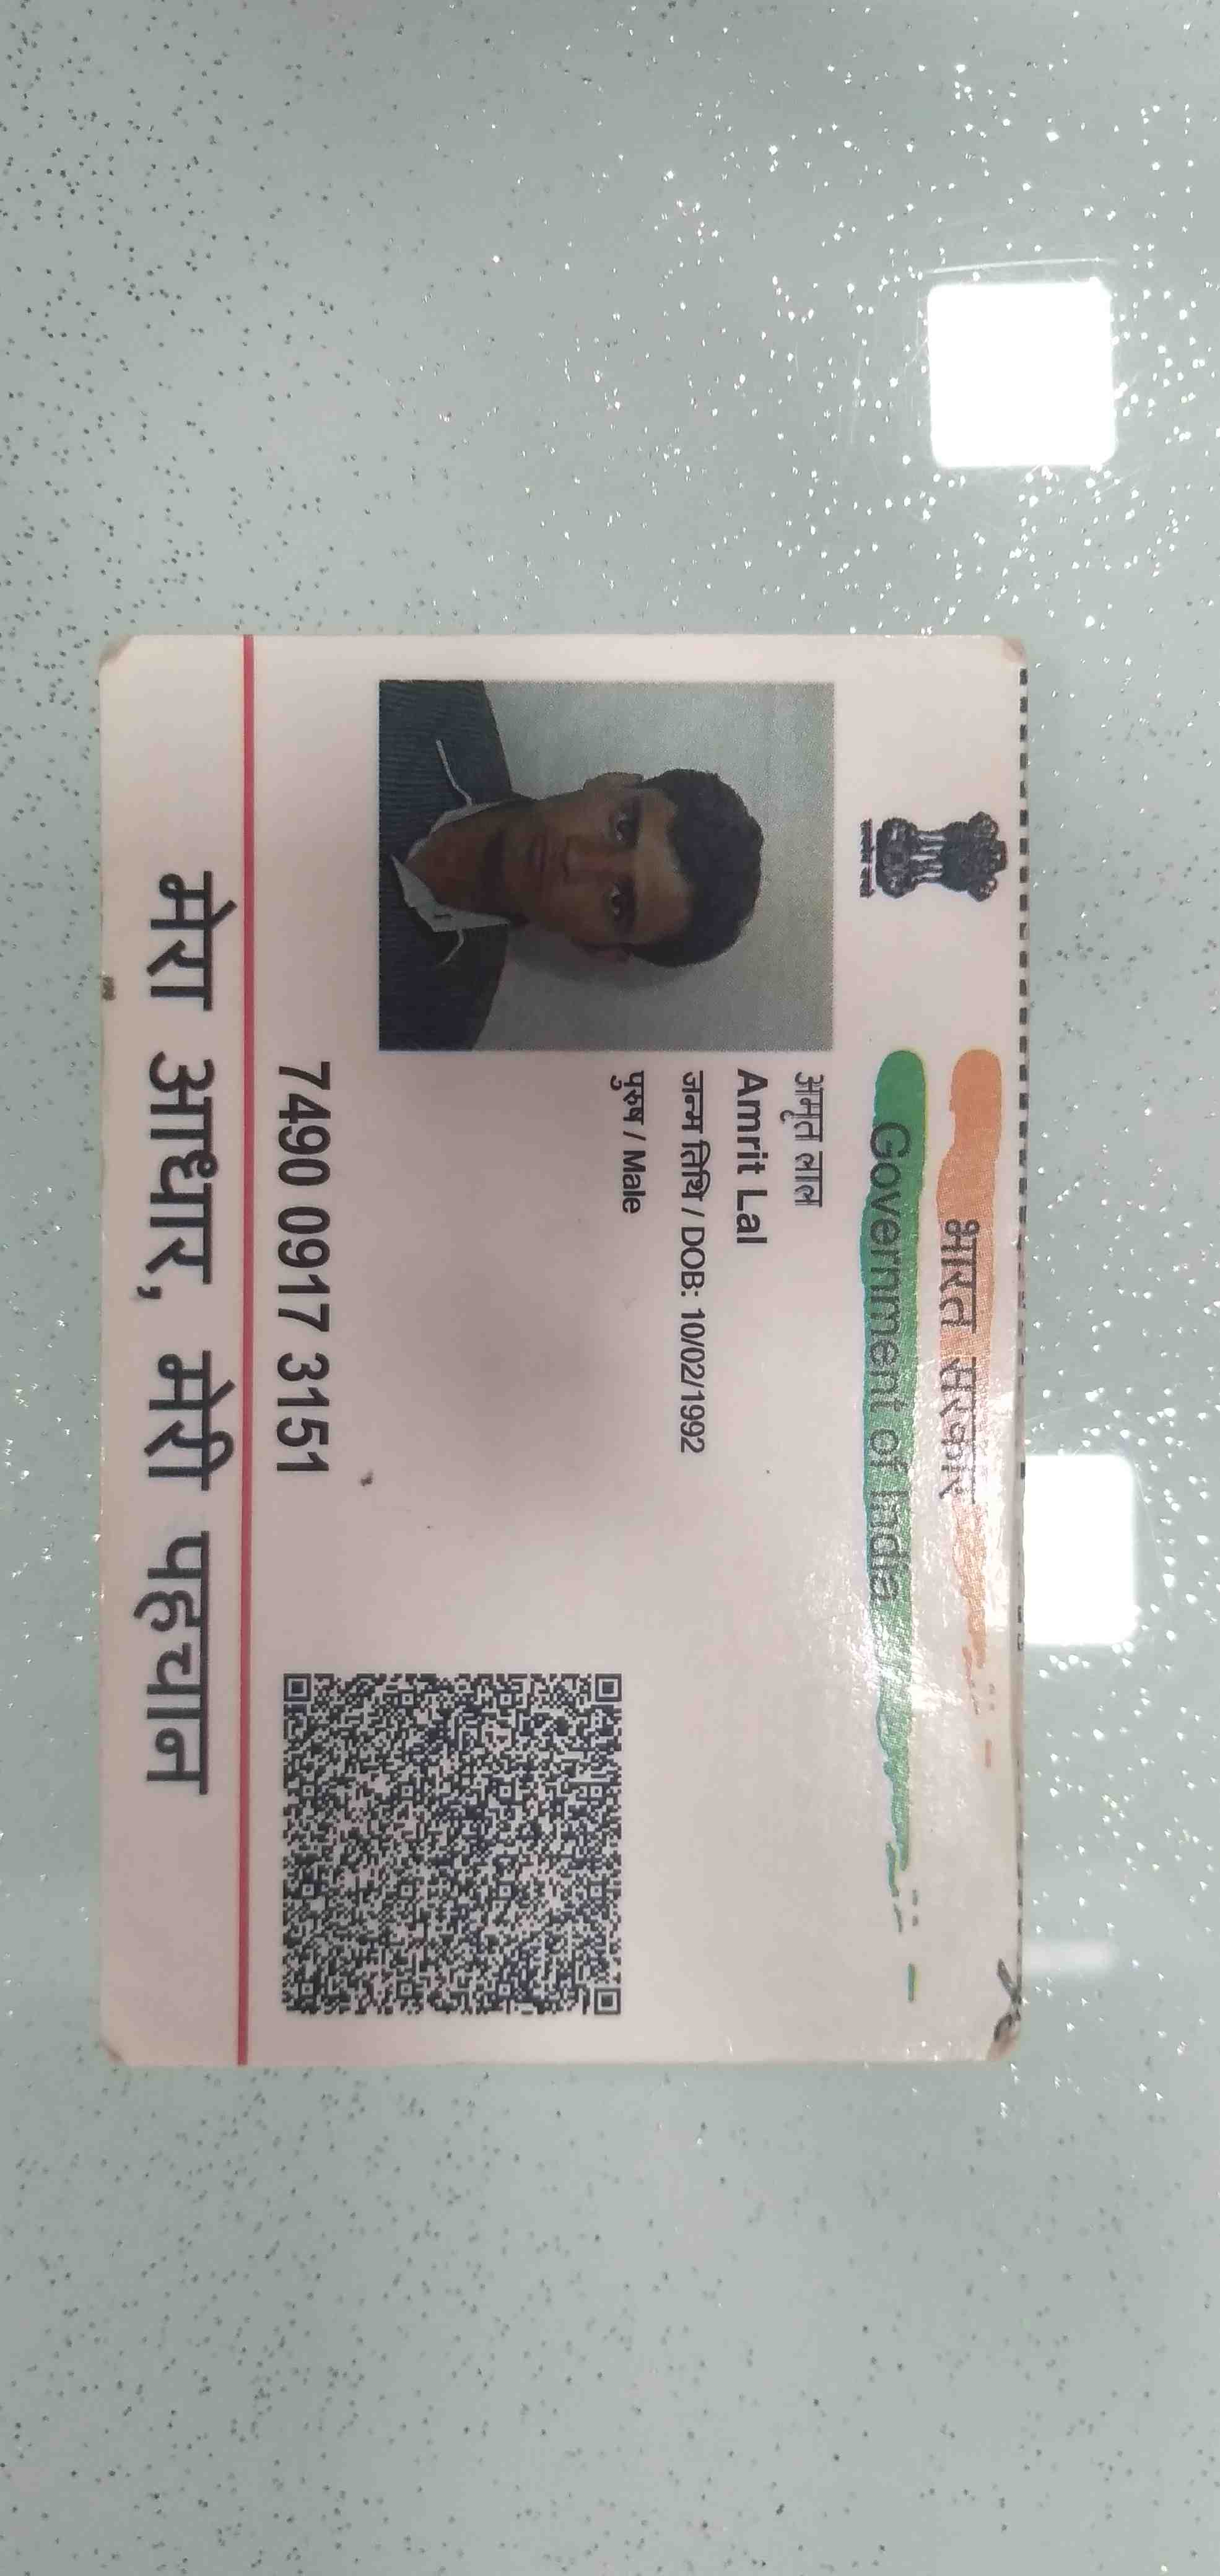 भारत सरकार
Government of India
अमृत लाल
Amrit Lal
जन्म तिथि / DOB: 10/02/1992
पुरुष / Male
7490 0917 3151
मेरा आधार, मेरी पहचान